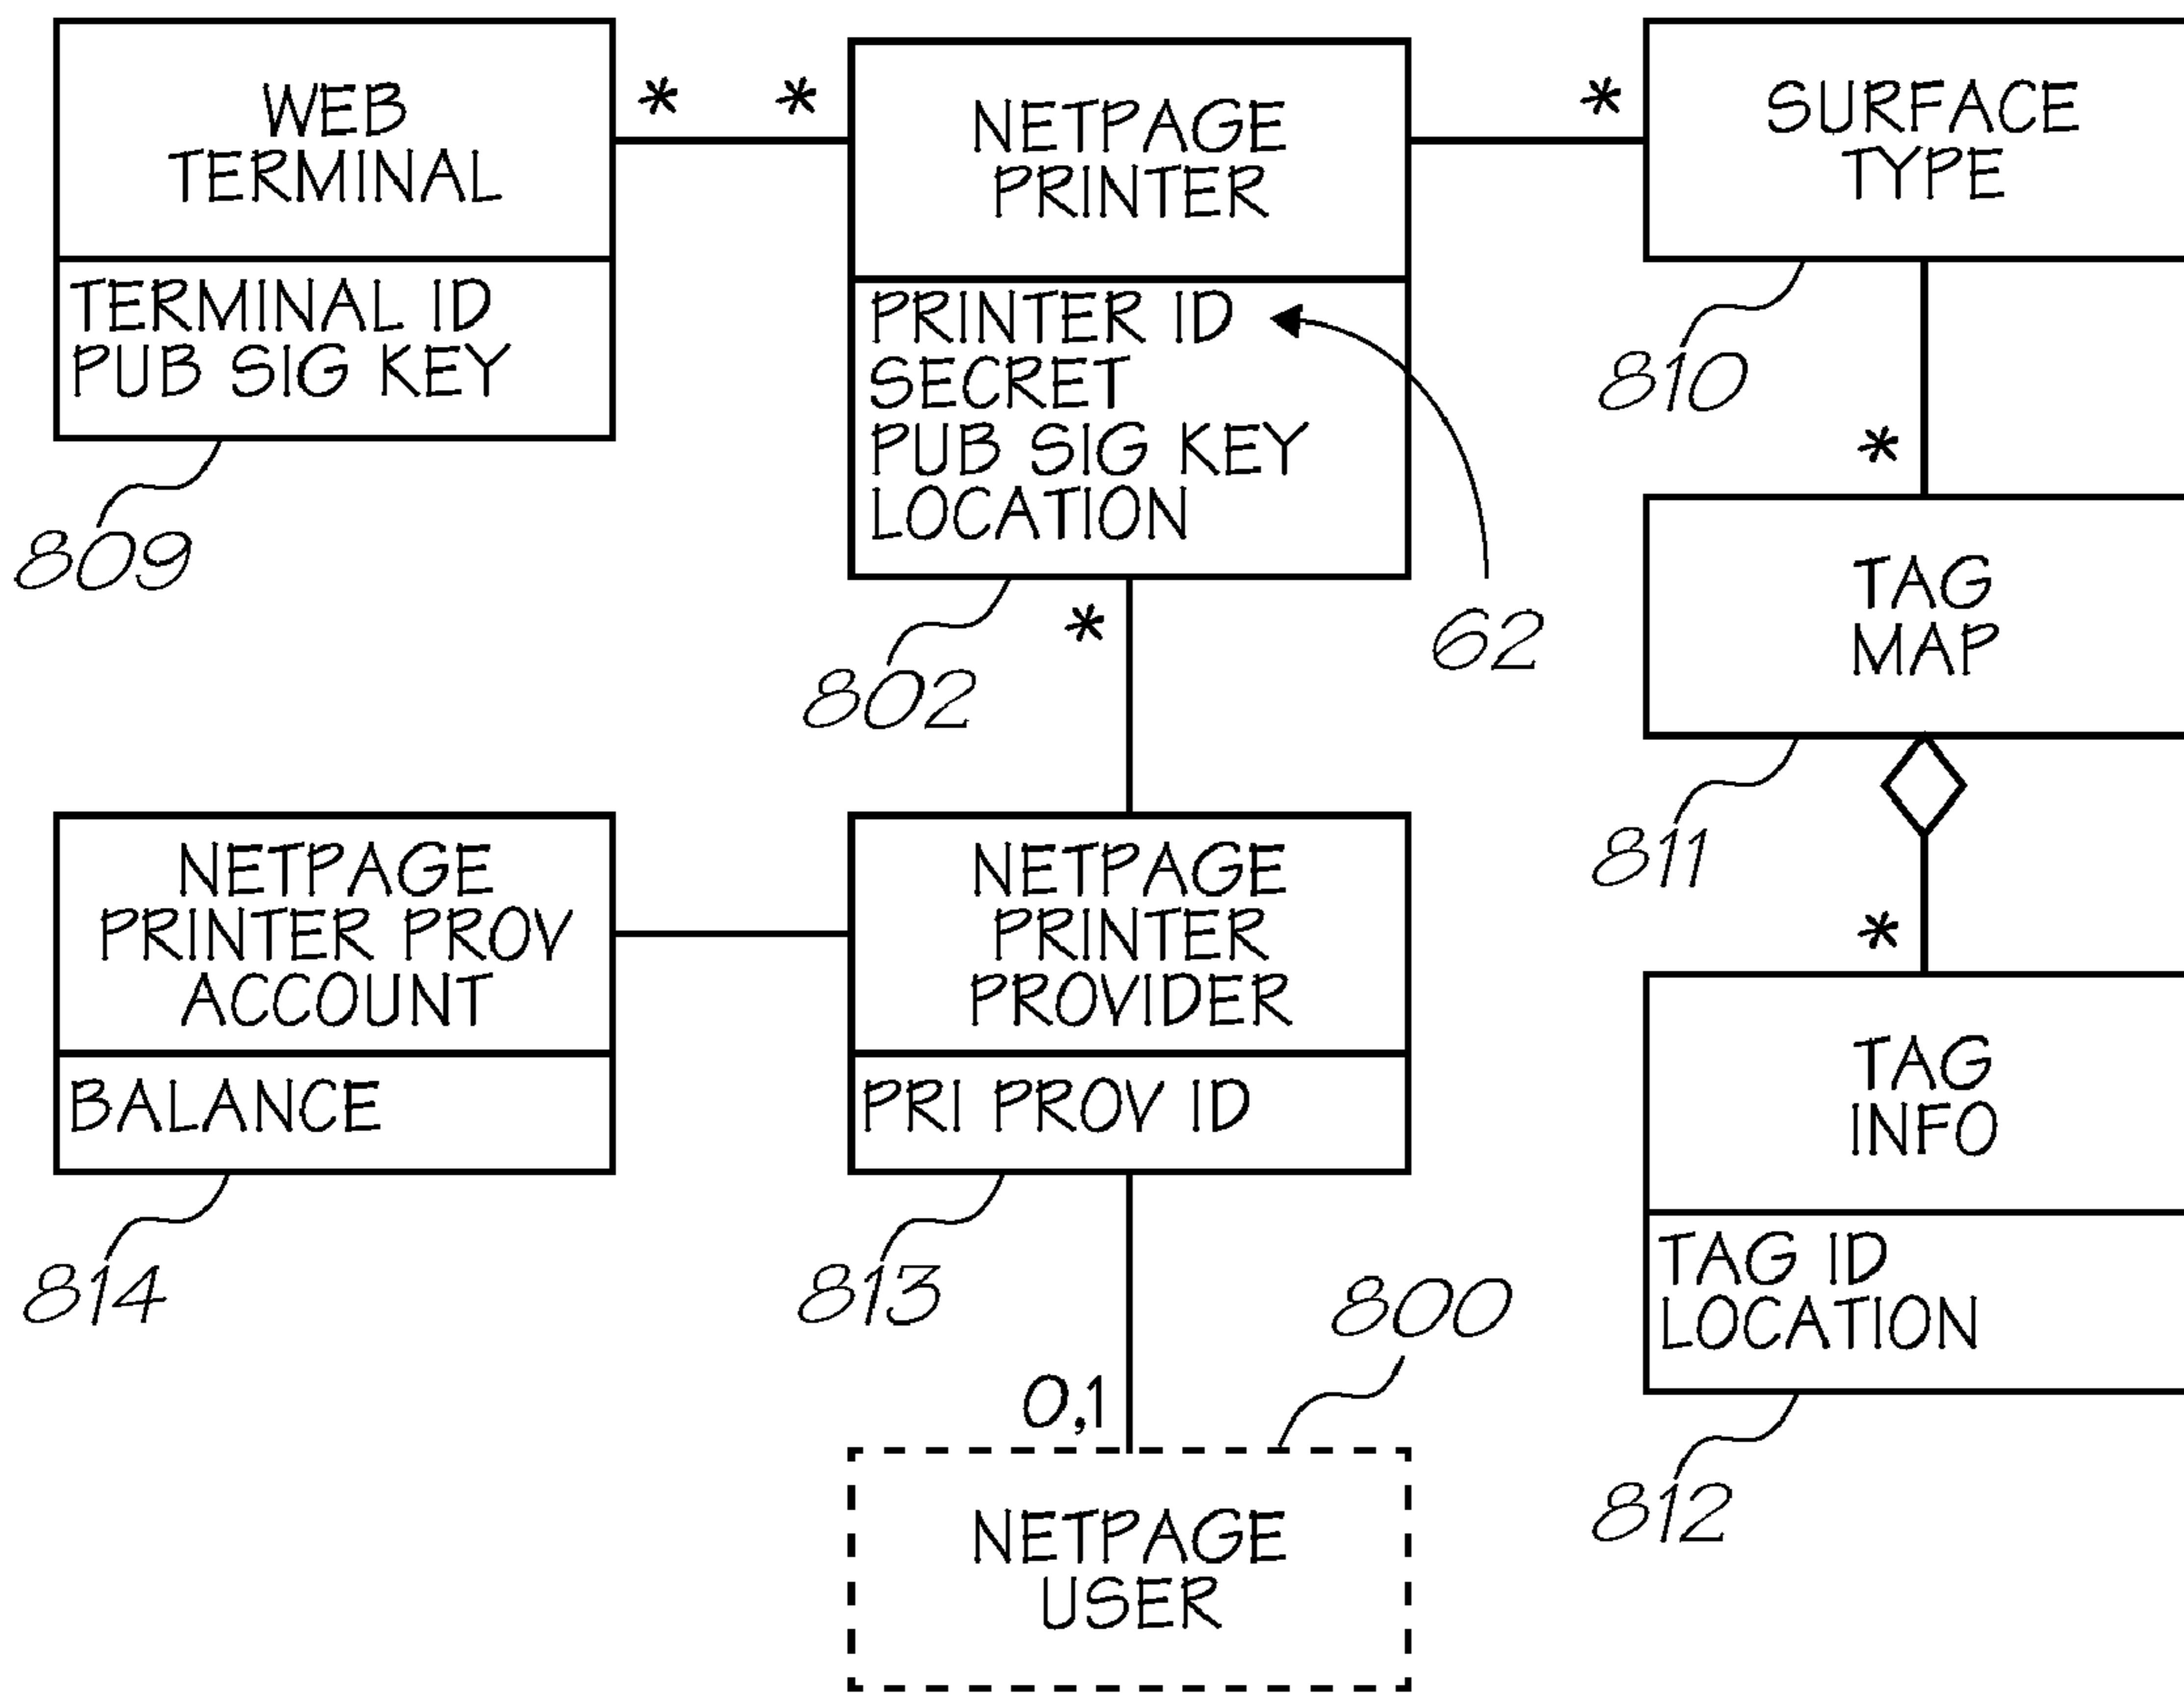 WEB
TERMINAL
TERMINAL ID
PUB SIG KEY
809
*
*
NETPAGE
PRINTER
PRINTER ID
SECRET
PUB SIG KEY
LOCATION
802
62
*
*
SURFACE
TYPE
810
*
TAG
MAP
811
*
TAG
INFO
TAG ID
LOCATION
812
NETPAGE
PRINTER PROV
ACCOUNT
BALANCE
814
NETPAGE
PRINTER
PROVIDER
PRI PROV ID
813
800
0,1
NETPAGE
USER